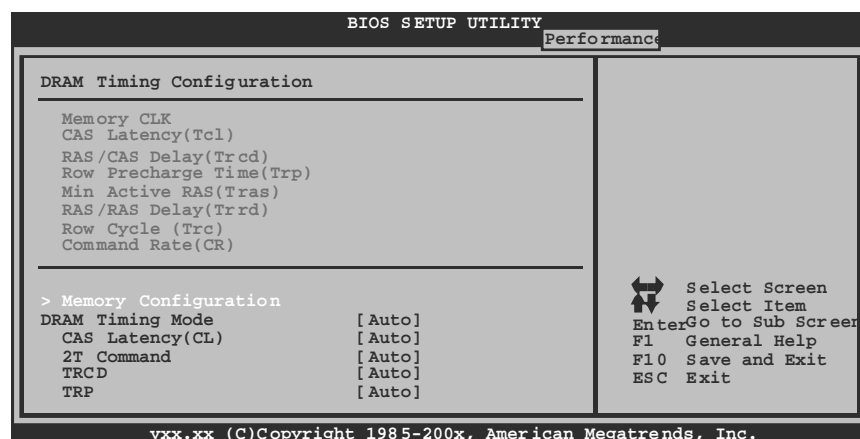 BIOS SETUP UTILITY
Performance
DRAM Timing Configuration
Memory CLK
CAS Latency(Tcl)
RAS/CAS Delay(Trcd)
Row Precharge Time(Trp)
Min Active RAS(Tras)
RAS/RAS Delay(Trrd)
Row Cycle (Trc)
Command Rate(CR)
> Memory Configuration
DRAM Timing Mode [Auto]
CAS Latency(CL) [Auto]
2T Command [Auto]
TRCD [Auto]
TRP [Auto]
Select Screen
Select Item
Enter Go to Sub Screen
F1 General Help
F10 Save and Exit
ESC Exit
vxx.xx (C)Copyright 1985-200x, American Megatrends, Inc.